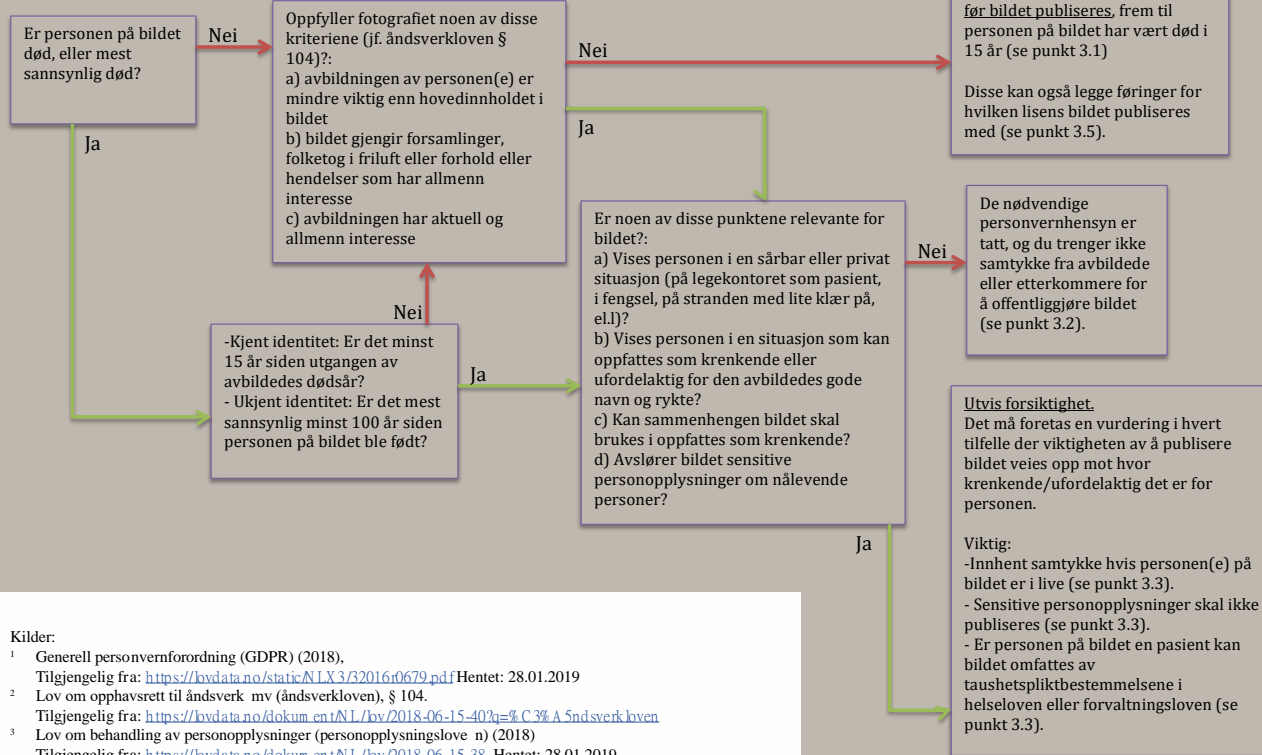 Er personen på bildet
død, eller mest
sannsynlig død?
Nei
Ja
Oppfyller fotografiet noen av disse
kriteriene (jf. åndsverkloven §
104)?:
a) avbildningen av personen(e) er
mindre viktig enn hovedinnholdet i
bildet
b) bildet gjengir forsamlinger,
folketog i friluft eller forhold eller
hendelser som har allmenn
interesse
c) avbildningen har aktuell og
allmenn interesse
Nei
Ja
før bildet publiseres, frem til
personen på bildet har vært død i
15 år (se punkt 3.1)
Disse kan også legge føringer for
hvilken lisens bildet publiseres
med (se punkt 3.5).
Nei
-Kjent identitet: Er det minst
15 år siden utgangen av
avbildedes dødsår?
- Ukjent identitet: Er det mest
sannsynlig minst 100 år siden
personen på bildet ble født?
Ja
Er noen av disse punktene relevante for
bildet?:
a) Vises personen i en sårbar eller privat
situasjon (på legekontoret som pasient,
i fengsel, på stranden med lite klær på,
el.l)?
b) Vises personen i en situasjon som kan
oppfattes som krenkende eller
ufordelaktig for den avbildedes gode
navn og rykte?
c) Kan sammenhengen bildet skal
brukes i oppfattes som krenkende?
d) Avslører bildet sensitive
personopplysninger om nålevende
personer?
Nei
Ja
De nødvendige
personvernhensyn er
tatt, og du trenger ikke
samtykke fra avbildede
eller etterkommere for
å offentliggjøre bildet
(se punkt 3.2).
Utvis forsiktighet.
Det må foretas en vurdering i hvert
tilfelle der viktigheten av å publisere
bildet veies opp mot hvor
krenkende/ufordelaktig det er for
personen.
Viktig:
-Innhent samtykke hvis personen(e) på
bildet er i live (se punkt 3.3).
- Sensitive personopplysninger skal ikke
publiseres (se punkt 3.3).
- Er personen på bildet en pasient kan
bildet omfattes av
taushetspliktbestemmelsene i
helseloven eller forvaltningsloven (se
punkt 3.3).
Kilder:
1 Generell personvernforordning (GDPR) (2018),
Tilgjengelig fra: https://lovdata.no/static/NLX3/32016r0679.pdf Hentet: 28.01.2019
2 Lov om opphavsrett til åndsverk mv (åndsverkloven), § 104.
Tilgjengelig fra: https://lovdata.no/dokument/NL/lov/2018-06-15-40?q=%C3%A5ndsverkloven
3 Lov om behandling av personopplysninger (personopplysningslove n) (2018)
Tilgjengelig fra: https://lovdata.no/dokument/NL/lov/2018-06-15-38 Hentet: 28.01.2019